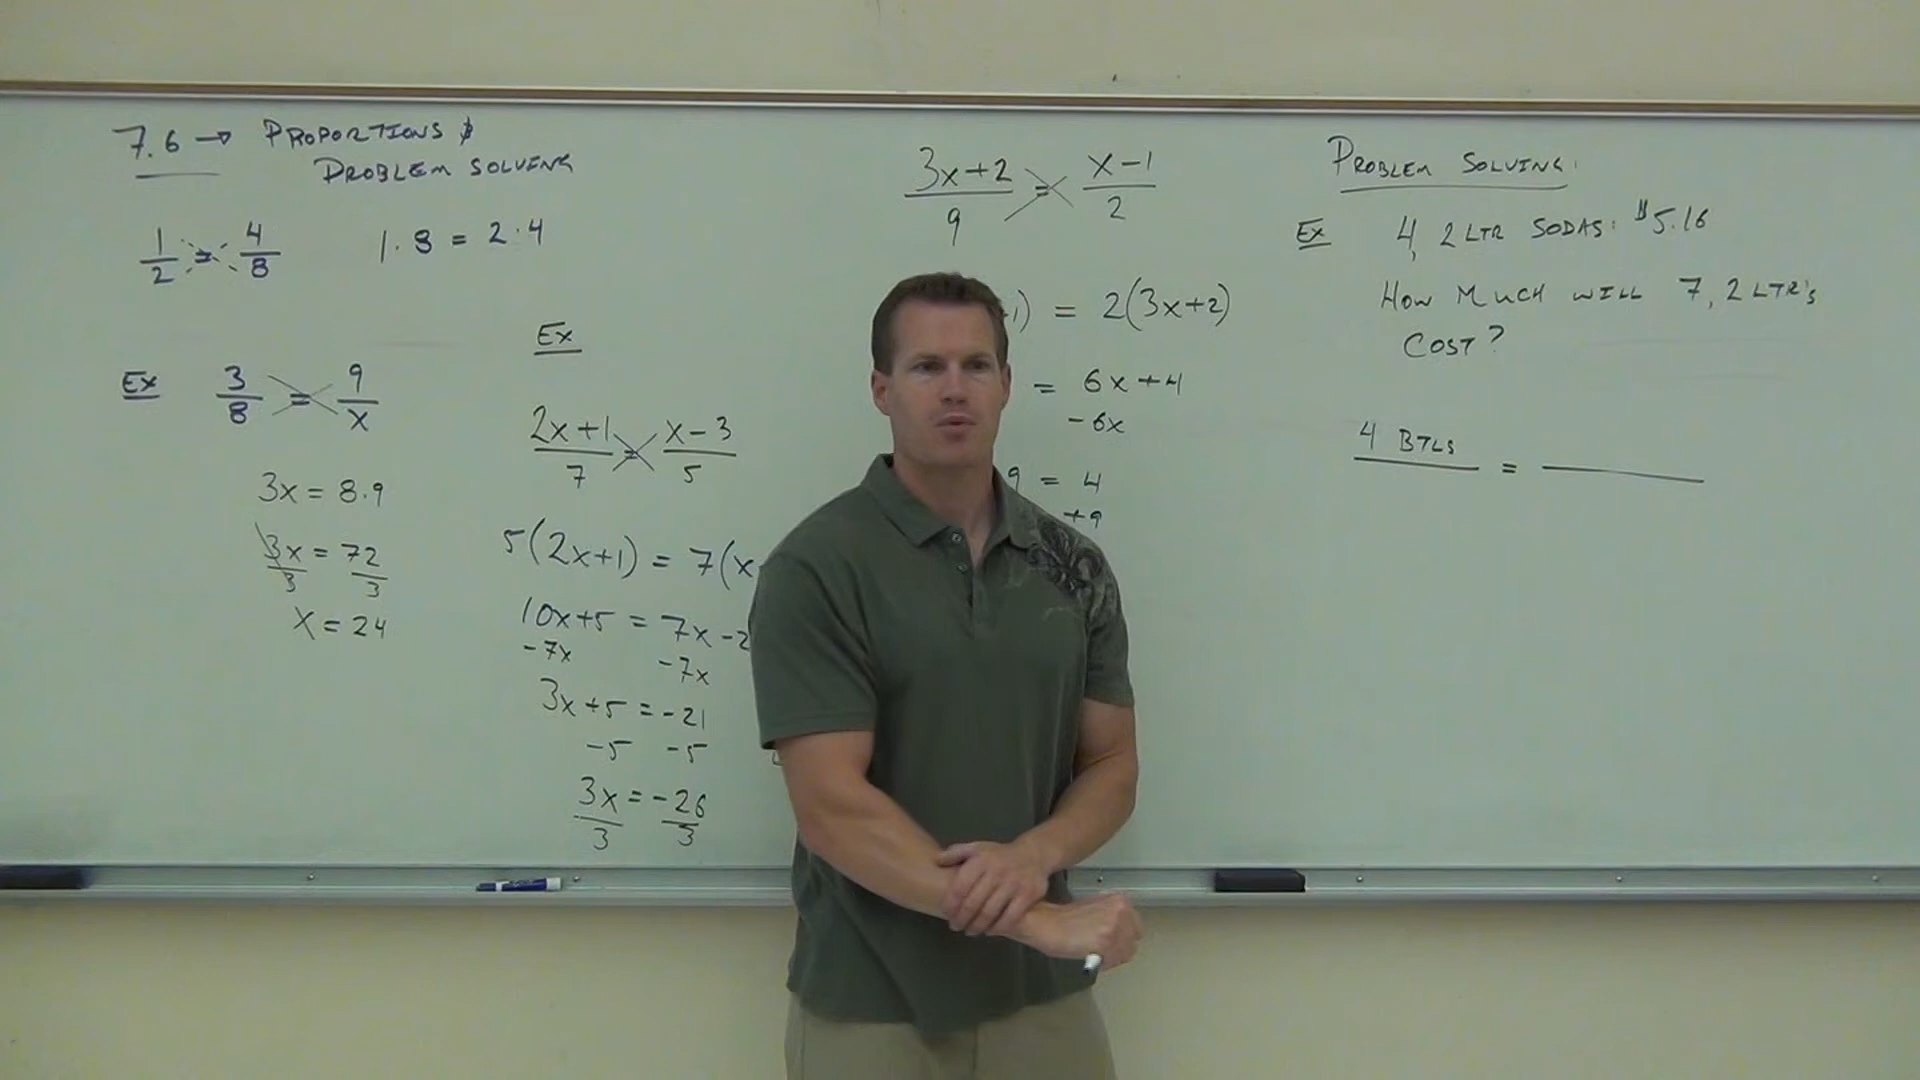 7.6 → PROPORTIONS &
PROBLEM SOLVING
1/2 = 4/8
1·8 = 2·4
Ex 3/8 = 9/x
3x = 8·9
3x/3 = 72/3
x = 24
Ex
(2x+1)/7 = (x-3)/5
5(2x+1) = 7(x
10x+5 = 7x-2
-7x -7x
3x+5 = -21
-5 -5
3x/3 = -26/3
(3x+2)/9 = (x-1)/2
1) = 2(3x+2)
= 6x+4
-6x
9 = 4
+9
PROBLEM SOLVING:
Ex 4, 2 LTR SODAS: $5.16
HOW MUCH WILL 7, 2 LTR'S
COST?
4 BTLS =